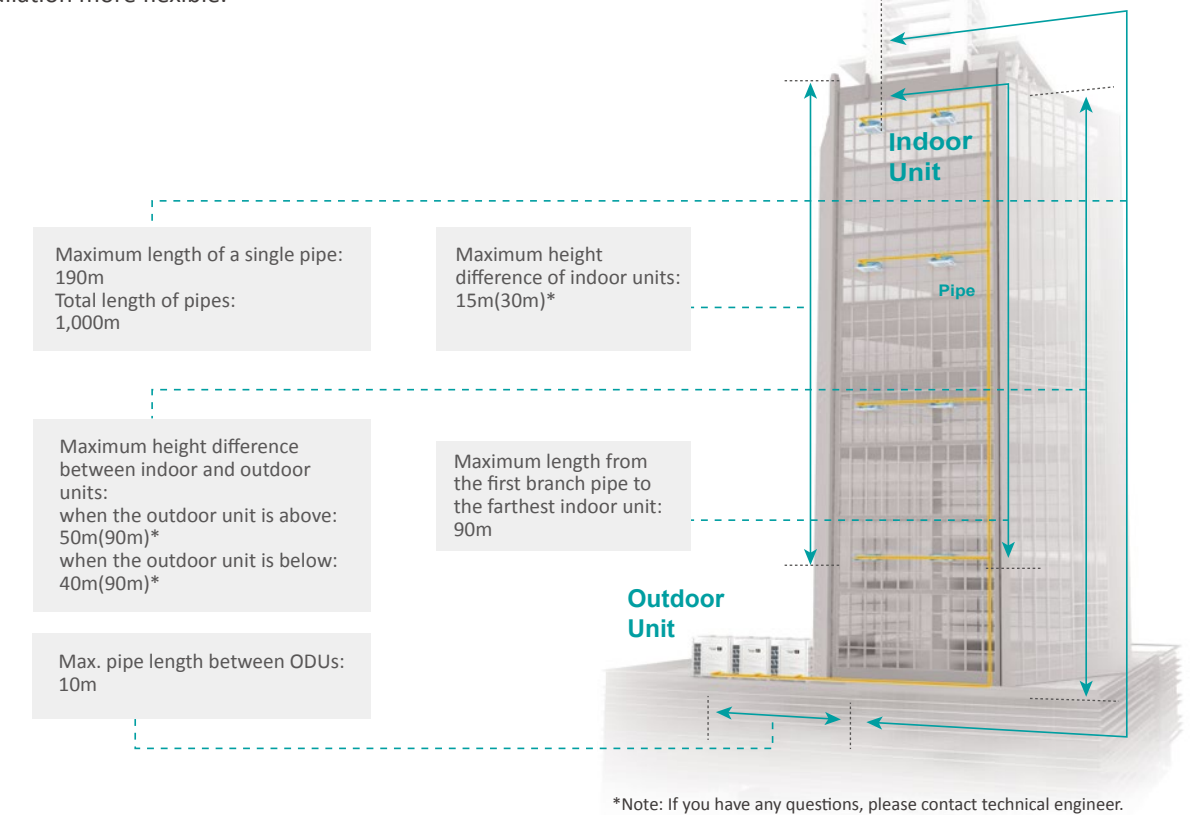 more flexible.
Indoor
Unit
Maximum length of a single pipe:
190m
Total length of pipes:
1,000m
Maximum height
difference of indoor units:
15m(30m)*
Pipe
Maximum height difference
between indoor and outdoor
units:
when the outdoor unit is above:
50m(90m)*
when the outdoor unit is below:
40m(90m)*
Maximum length from
the first branch pipe to
the farthest indoor unit:
90m
Outdoor
Unit
Max. pipe length between ODUs:
10m
*Note: If you have any questions, please contact technical engineer.